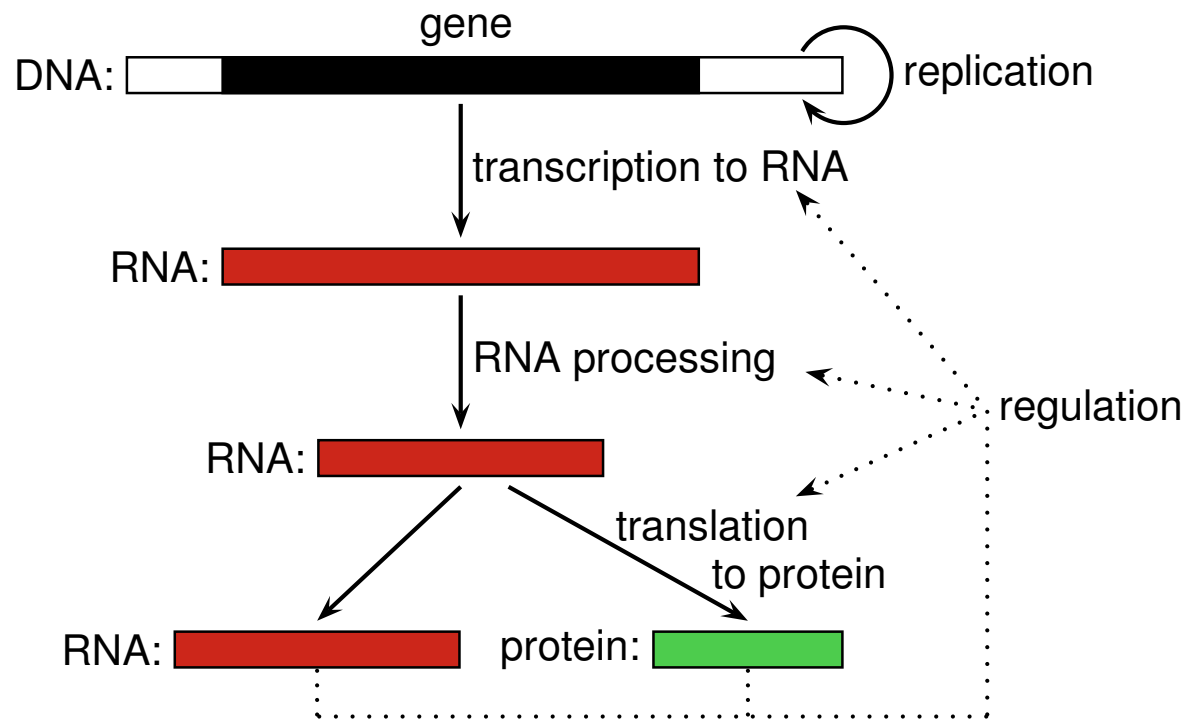 gene
DNA:
replication
transcription to RNA
RNA:
RNA processing
regulation
RNA:
translation
to protein
RNA:
protein: